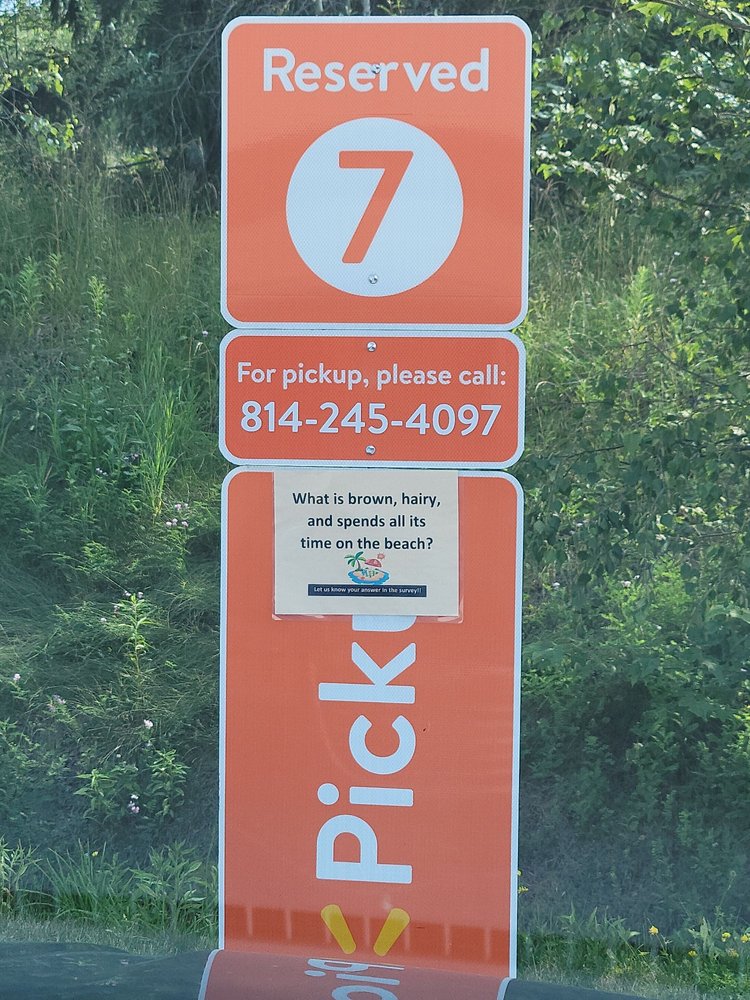 Reserved
7
For pickup, please call:
814-245-4097
What is brown, hairy,
and spends all its
time on the beach?
Let us know your answer in the survey!!
Picku